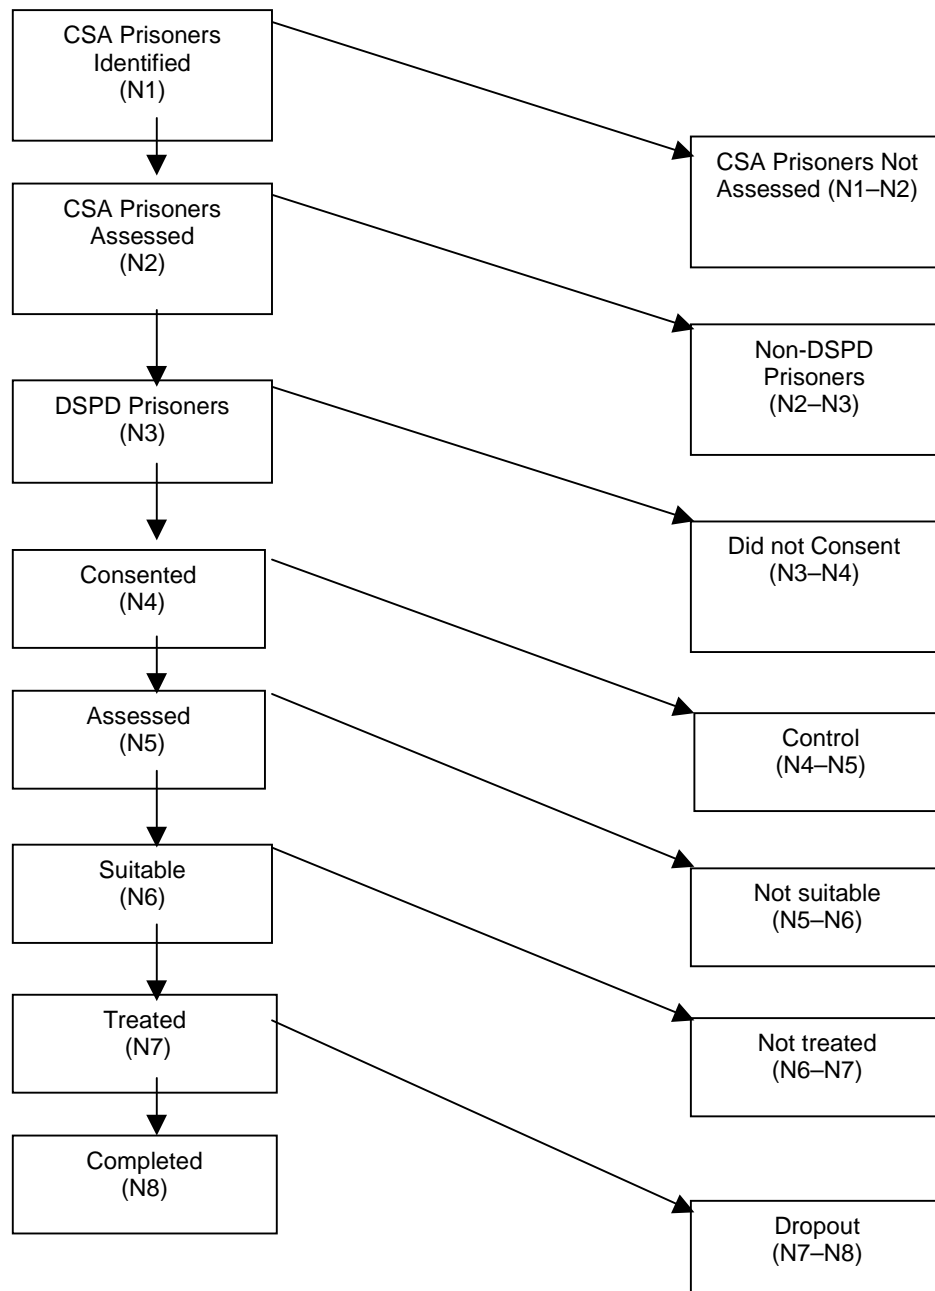 CSA Prisoners
Identified
(N1)
CSA Prisoners Not
Assessed (N1–N2)
CSA Prisoners
Assessed
(N2)
Non-DSPD
Prisoners
(N2–N3)
DSPD Prisoners
(N3)
Did not Consent
(N3–N4)
Consented
(N4)
Assessed
(N5)
Control
(N4–N5)
Suitable
(N6)
Not suitable
(N5–N6)
Treated
(N7)
Not treated
(N6–N7)
Completed
(N8)
Dropout
(N7–N8)